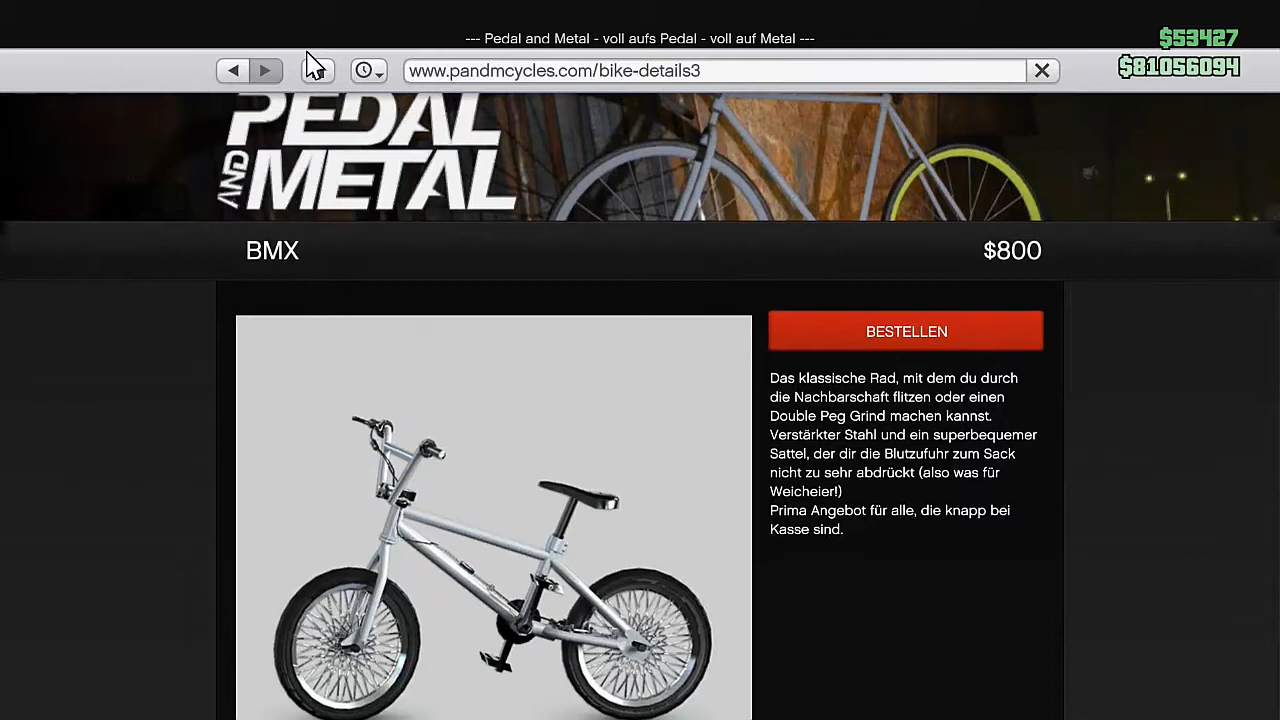 --- Pedal and Metal - voll aufs Pedal - voll auf Metal ---
$53427
$81056094
www.pandmcycles.com/bike-details3
PEDAL
AND METAL
BMX
$800
BESTELLEN
Das klassische Rad, mit dem du durch
die Nachbarschaft flitzen oder einen
Double Peg Grind machen kannst.
Verstärkter Stahl und ein superbequemer
Sattel, der dir die Blutzufuhr zum Sack
nicht zu sehr abdrückt (also was für
Weicheier!)
Prima Angebot für alle, die knapp bei
Kasse sind.